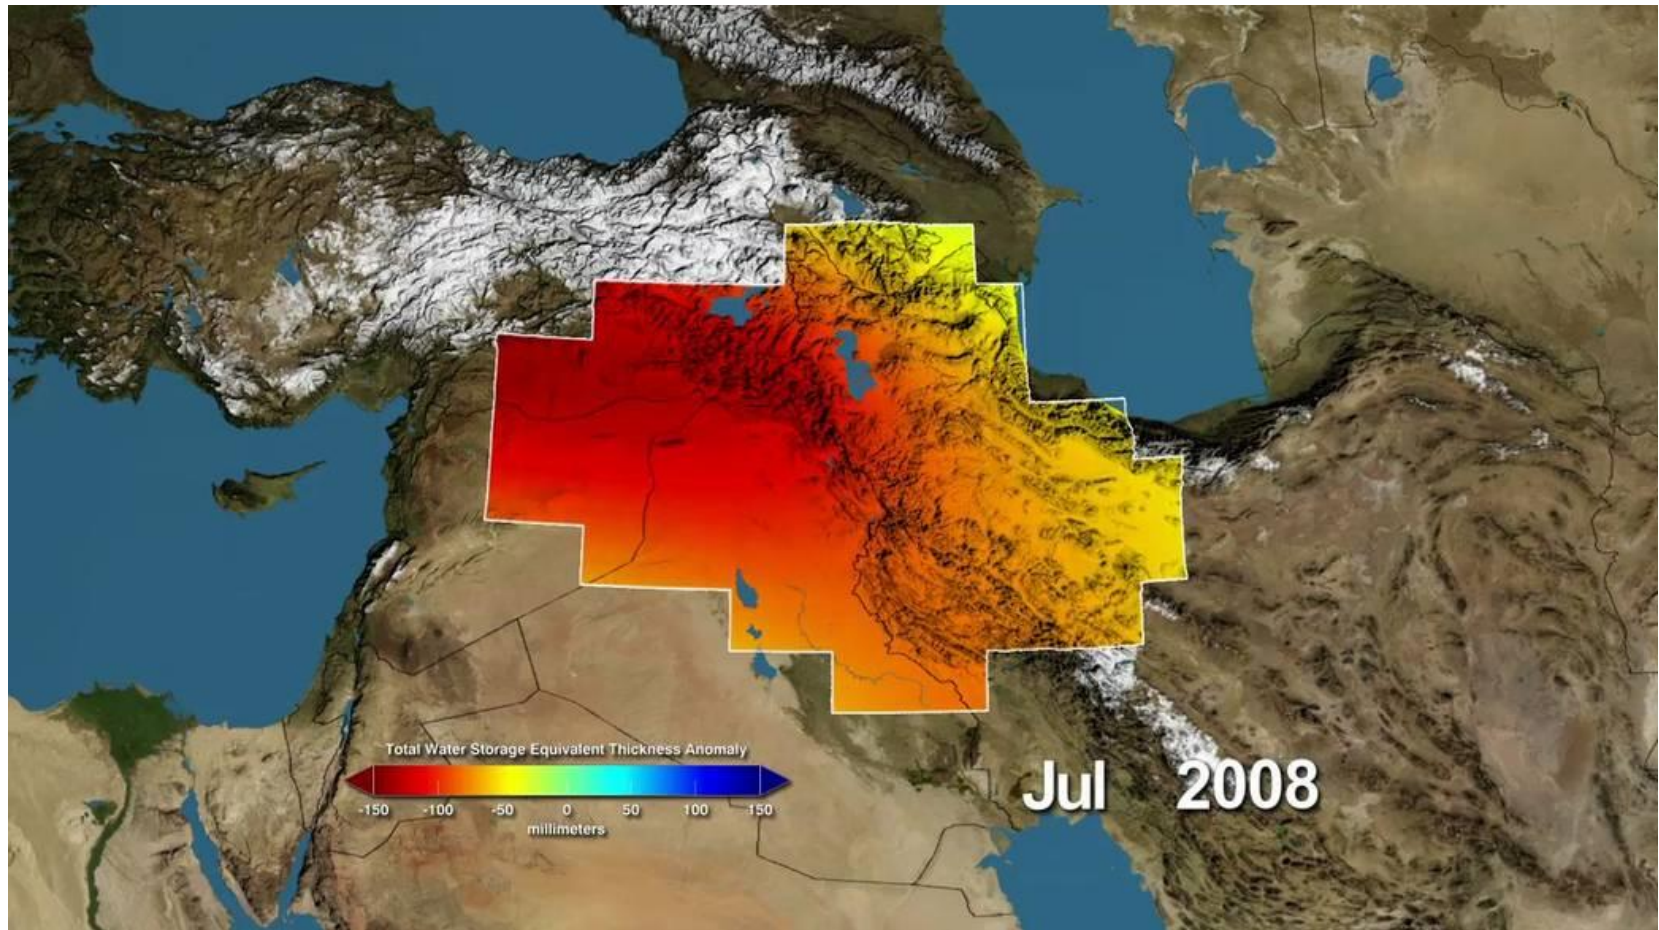 Total Water Storage Equivalent Thickness Anomaly
-150 -100 -50 0 50 100 150
millimeters
Jul 2008